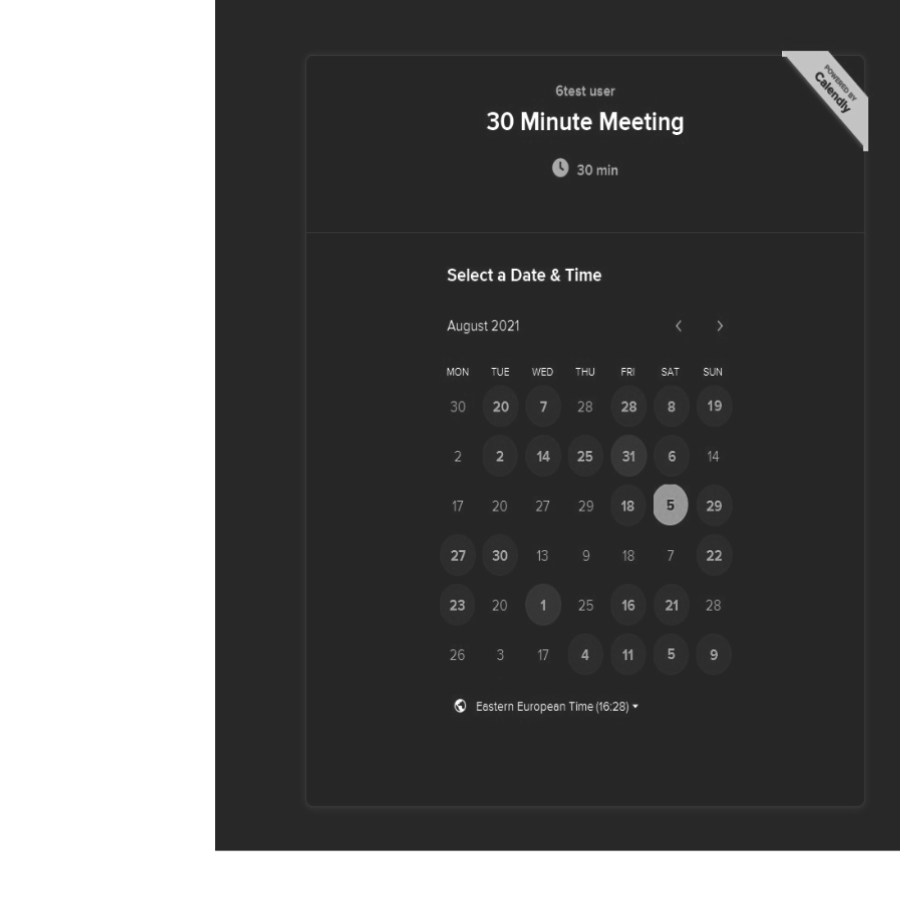 POWERED BY
Calendly
6test user
30 Minute Meeting
30 min
Select a Date & Time
August 2021
MON TUE WED THU FRI SAT SUN
30 20 7 28 28 8 19
2 2 14 25 31 6 14
17 20 27 29 18 5 29
27 30 13 9 18 7 22
23 20 1 25 16 21 28
26 3 17 4 11 5 9
Eastern European Time (16:28)